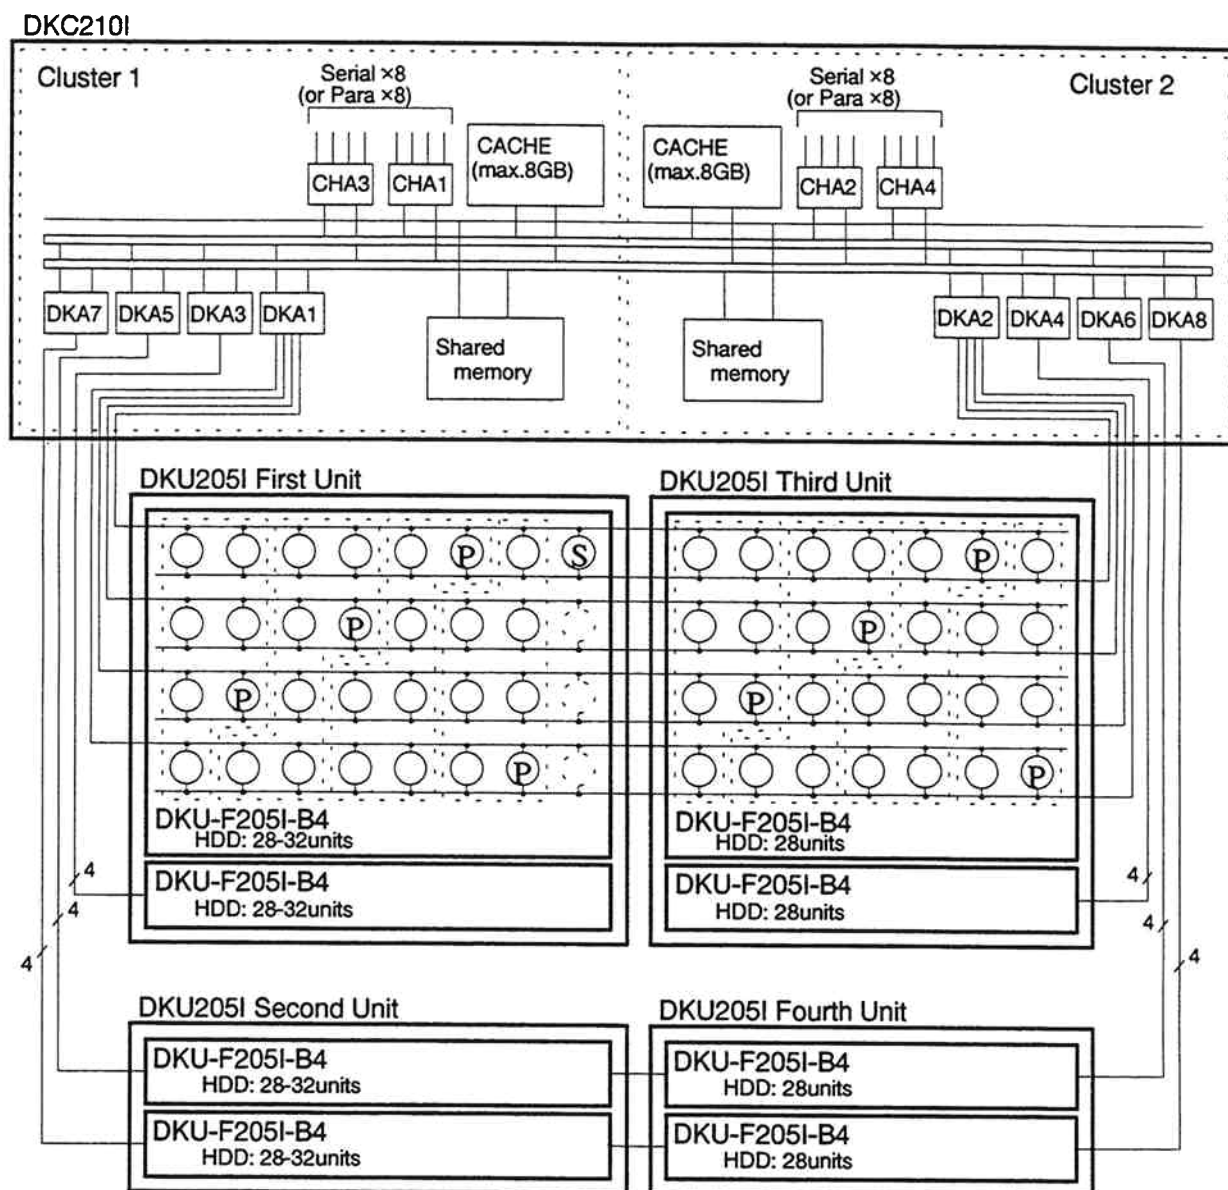 DKC210I
Cluster 1
Serial ×8
(or Para ×8)
Serial ×8
(or Para ×8)
Cluster 2
CHA3
CHA1
CACHE
(max.8GB)
CACHE
(max.8GB)
CHA2
CHA4
DKA7
DKA5
DKA3
DKA1
Shared
memory
Shared
memory
DKA2
DKA4
DKA6
DKA8
DKU205I First Unit
DKU205I Third Unit
P
S
P
P
P
P
P
P
P
DKU-F205I-B4
HDD: 28-32units
DKU-F205I-B4
HDD: 28units
4
DKU-F205I-B4
HDD: 28-32units
DKU-F205I-B4
HDD: 28units
4
4
4
4
4
DKU205I Second Unit
DKU205I Fourth Unit
DKU-F205I-B4
HDD: 28-32units
DKU-F205I-B4
HDD: 28units
DKU-F205I-B4
HDD: 28-32units
DKU-F205I-B4
HDD: 28units